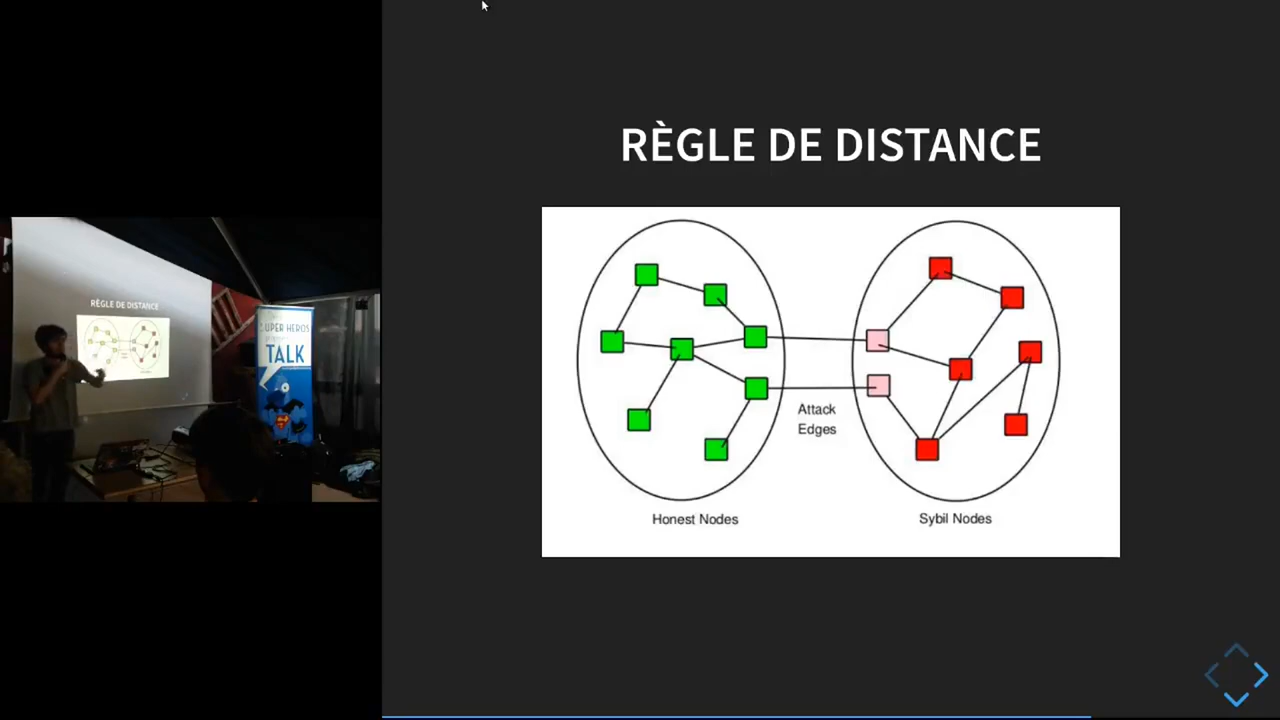 RÈGLE DE DISTANCE
Attack
Edges
Honest Nodes
Sybil Nodes
RÈGLE DE DISTANCE
SUPER HEROS
TALK